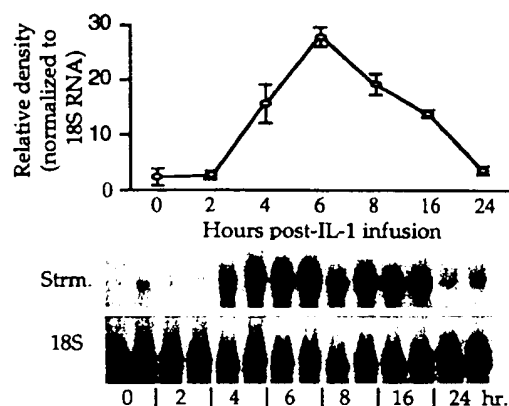 Relative density
(normalized to
18S RNA)
30
20
10
0
0 2 4 6 8 16 24
Hours post-IL-1 infusion
Strm.
18S
0 | 2 | 4 | 6 | 8 | 16 | 24 hr.